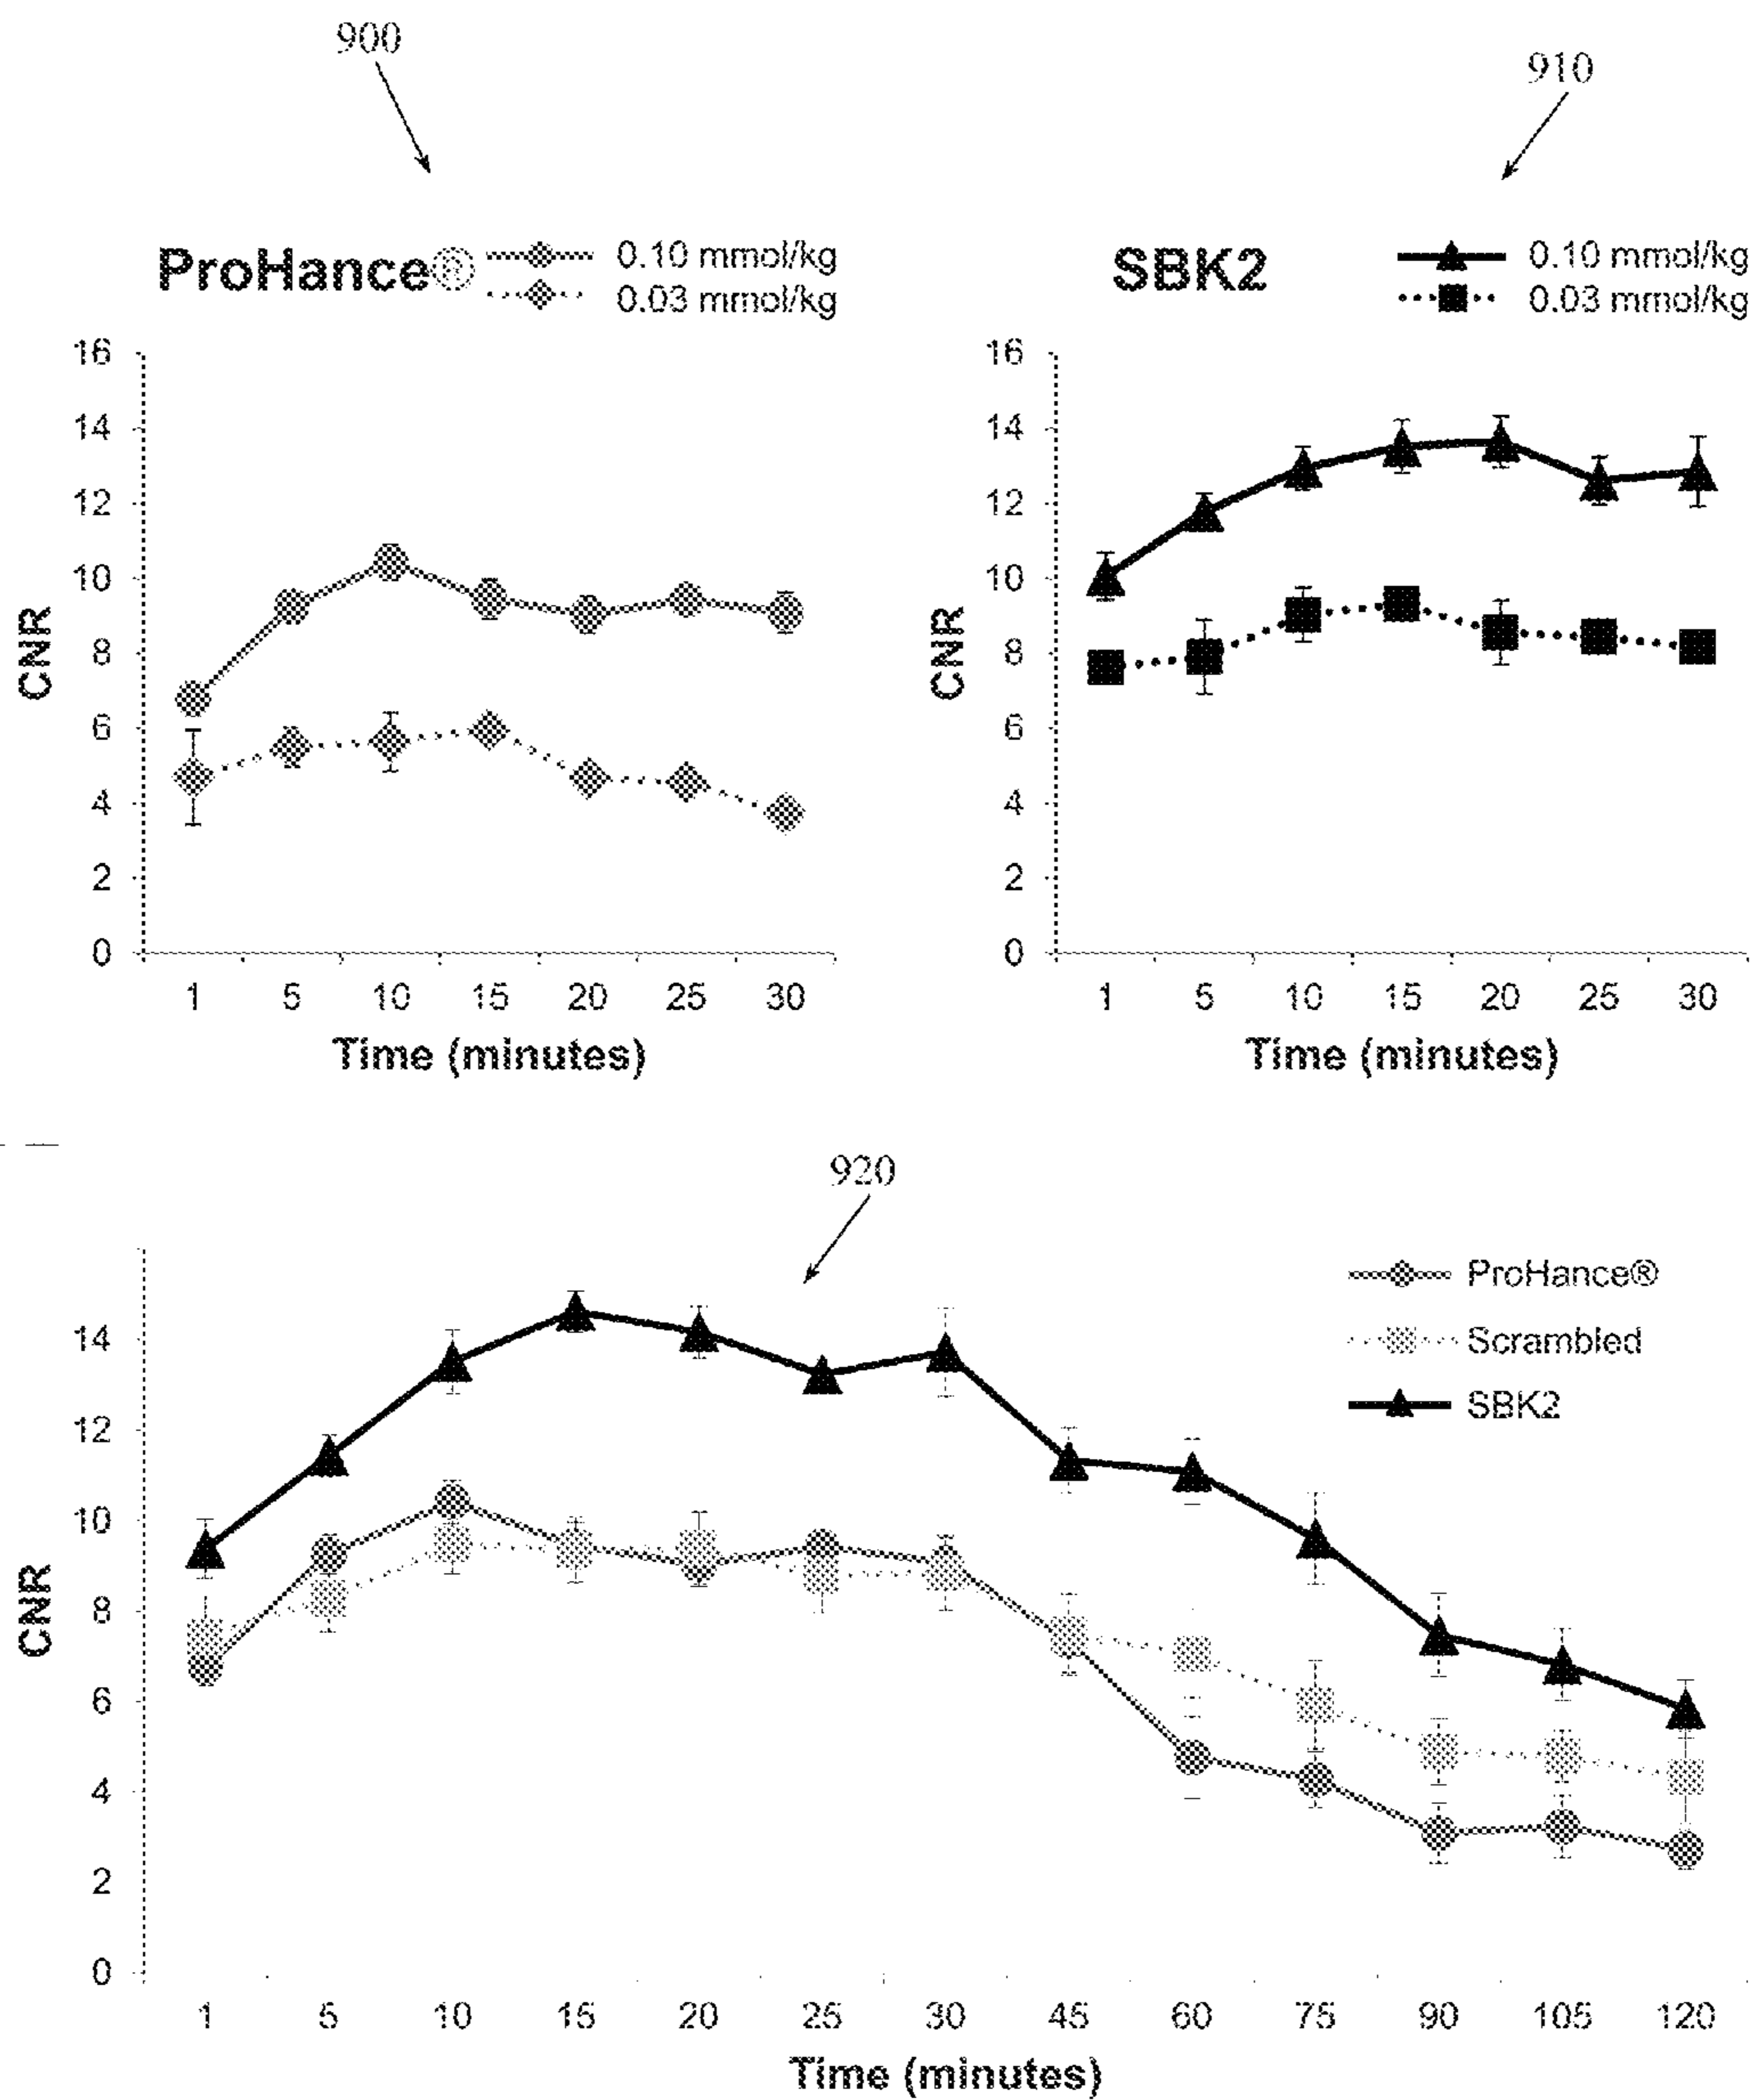 900
910
ProHance®
0.10 mmol/kg
0.03 mmol/kg
SBK2
0.10 mmol/kg
0.03 mmol/kg
16
14
12
10
8
6
4
2
0
CNR
1 5 10 15 20 25 30
Time (minutes)
16
14
12
10
8
6
4
2
0
CNR
1 5 10 15 20 25 30
Time (minutes)
920
ProHance®
Scrambled
SBK2
14
12
10
8
6
4
2
0
CNR
1 5 10 15 20 25 30 45 60 75 90 105 120
Time (minutes)